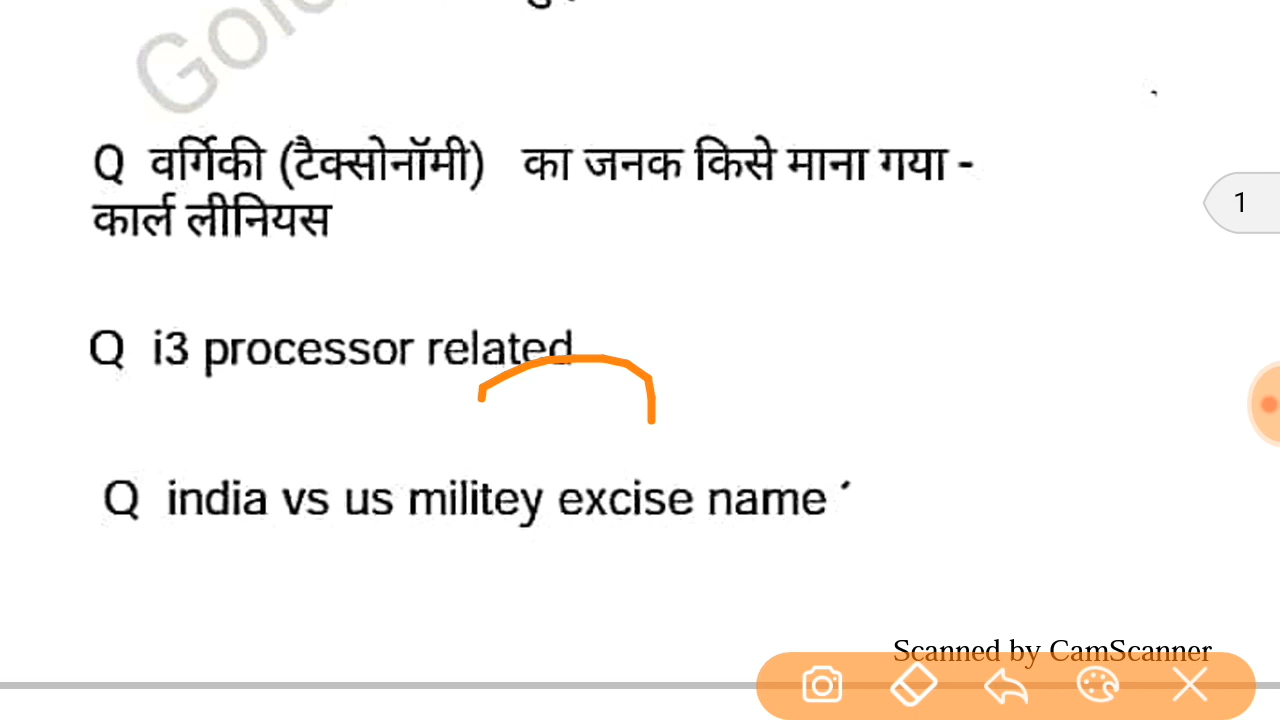 Q वर्गिकी (टैक्सोनॉमी) का जनक किसे माना गया -
कार्ल लीनियस
1
Q i3 processor related
Q india vs us militey excise name
Scanned by CamScanner